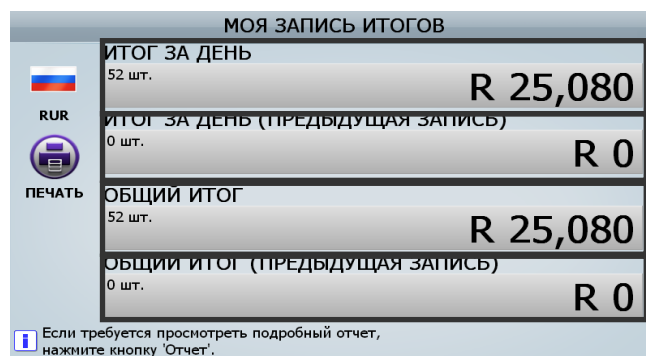 МОЯ ЗАПИСЬ ИТОГОВ
ИТОГ ЗА ДЕНЬ
52 шт.
R 25,080
RUR
ИТОГ ЗА ДЕНЬ (ПРЕДЫДУЩАЯ ЗАПИСЬ)
0 шт.
R 0
ПЕЧАТЬ
ОБЩИЙ ИТОГ
52 шт.
R 25,080
ОБЩИЙ ИТОГ (ПРЕДЫДУЩАЯ ЗАПИСЬ)
0 шт.
R 0
Если требуется просмотреть подробный отчет,
нажмите кнопку 'Отчет'.